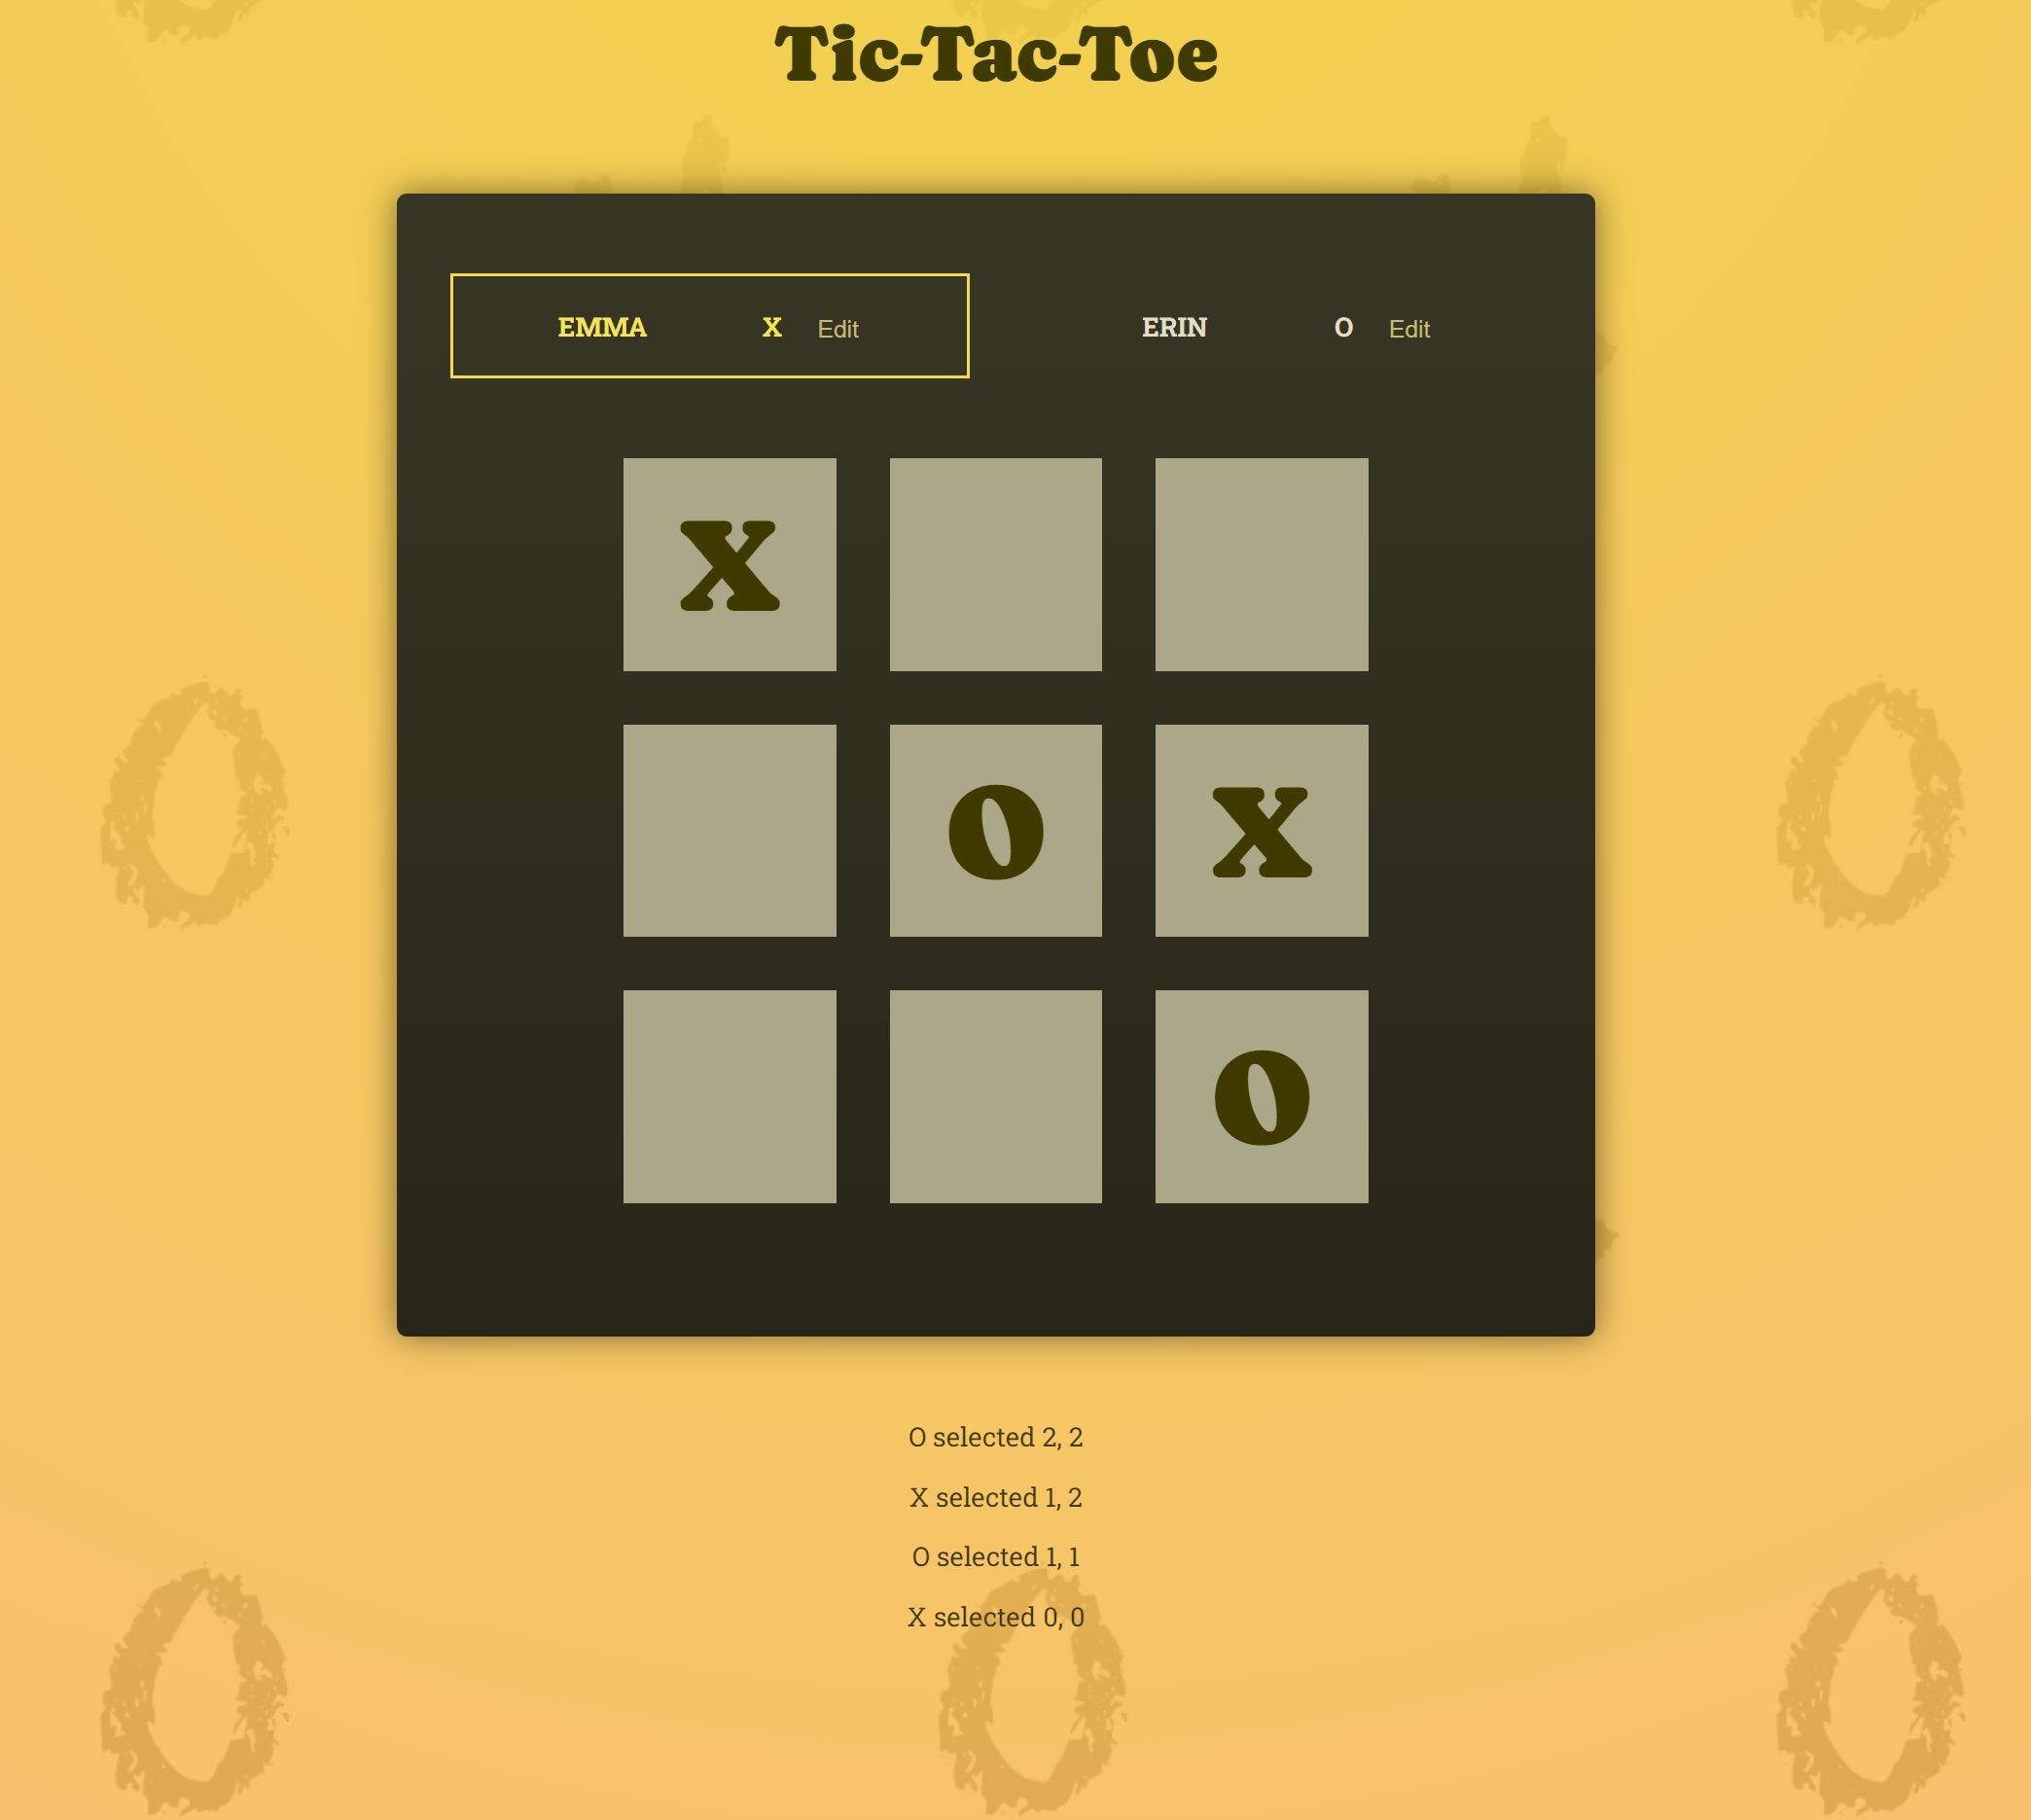 Tic-Tac-Toe
EMMA X Edit ERIN O Edit
X
O X
O
O selected 2, 2
X selected 1, 2
O selected 1, 1
X selected 0, 0